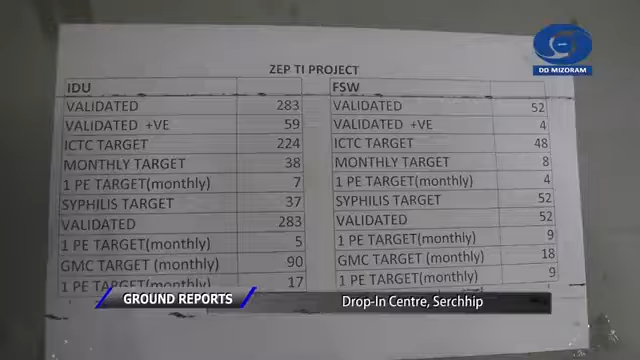 DD MIZORAM
ZEP TI PROJECT
IDU FSW
VALIDATED 283 VALIDATED 52
VALIDATED +VE 59 VALIDATED +VE 4
ICTC TARGET 224 ICTC TARGET 48
MONTHLY TARGET 38 MONTHLY TARGET 8
1 PE TARGET(monthly) 7 1 PE TARGET(monthly) 4
SYPHILIS TARGET 37 SYPHILIS TARGET 52
VALIDATED 283 VALIDATED 52
1 PE TARGET(monthly) 5 1 PE TARGET(monthly) 9
GMC TARGET (monthly) 90 GMC TARGET (monthly) 18
1 PE TARGET(monthly) 17 1 PE TARGET(monthly) 9
GROUND REPORTS Drop-In Centre, Serchhip